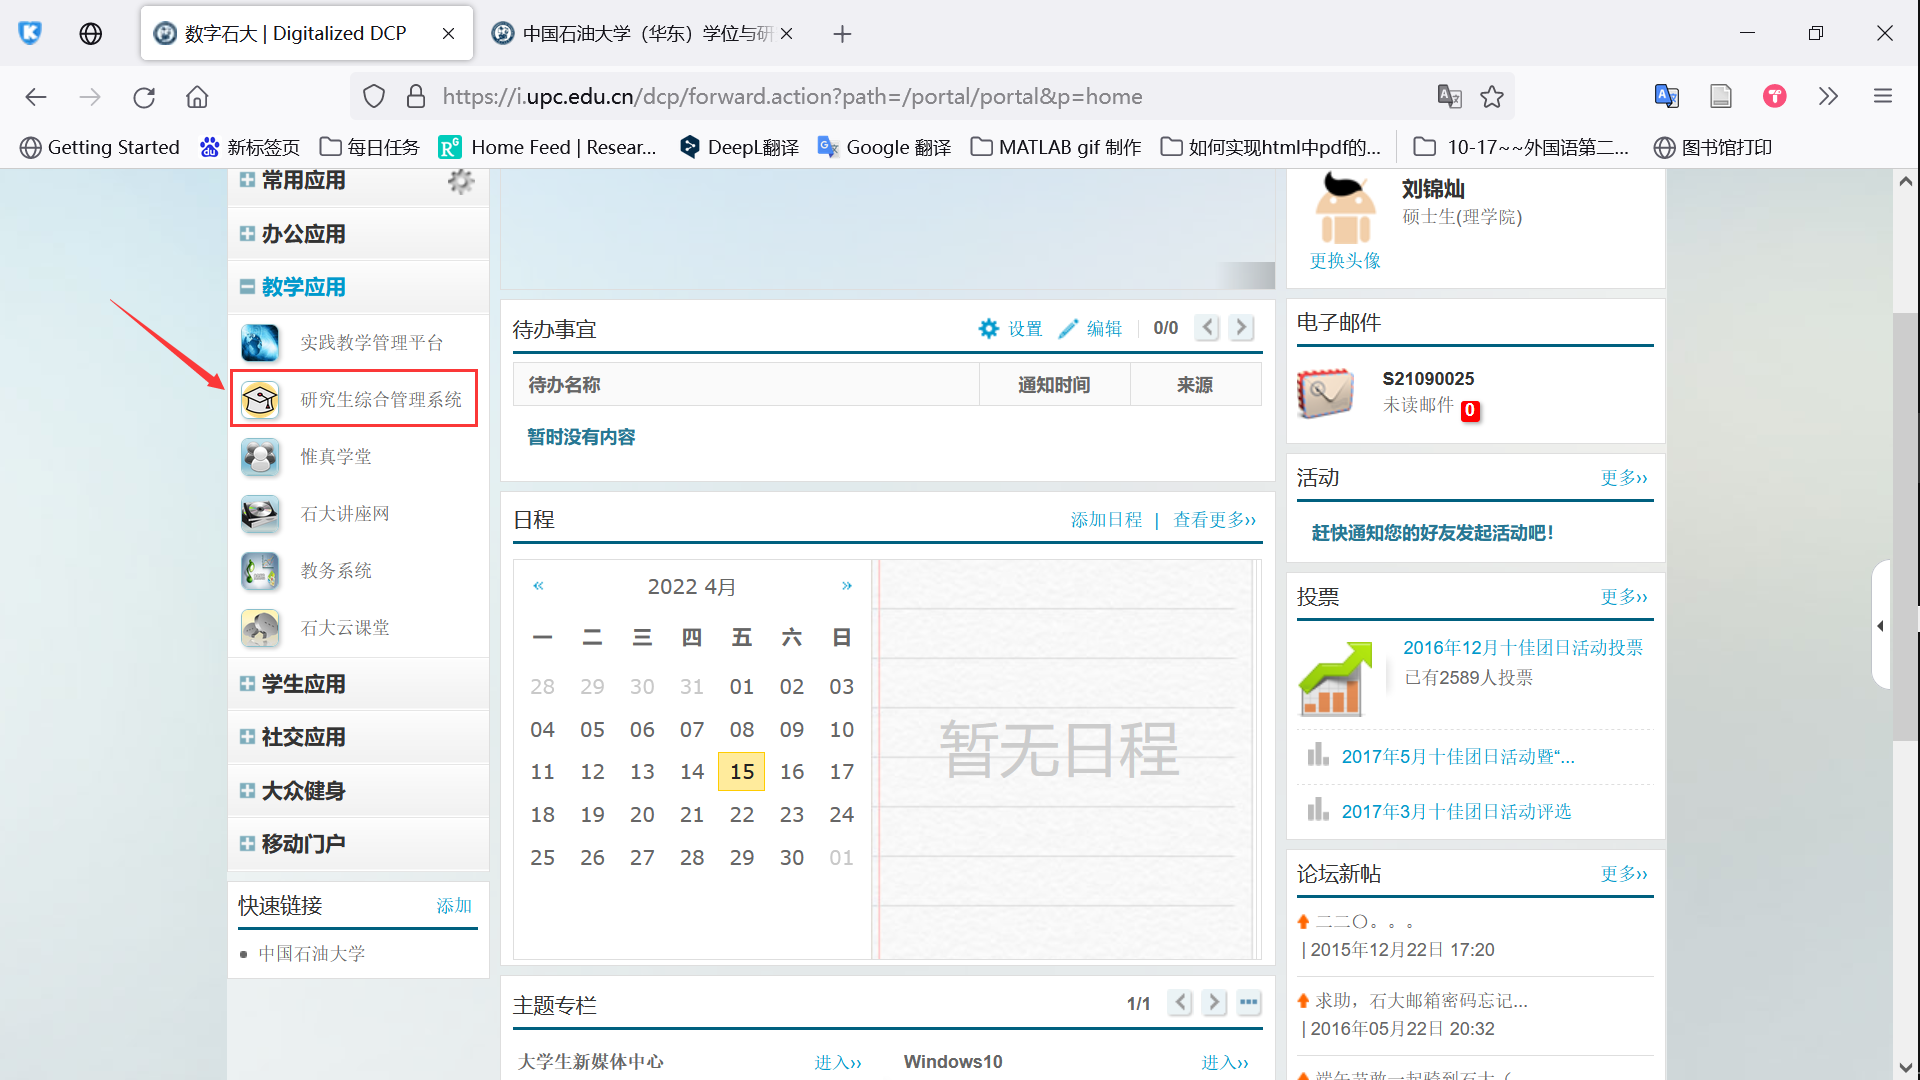 数字石大 | Digitalized DCP
中国石油大学（华东）学位与研
https://i.upc.edu.cn/dcp/forward.action?path=/portal/portal&p=home
Getting Started
新标签页
每日任务
Home Feed | Resear...
DeepL翻译
Google 翻译
MATLAB gif 制作
如何实现html中pdf的...
10-17~~外国语第二...
图书馆打印
常用应用
办公应用
教学应用
实践教学管理平台
研究生综合管理系统
惟真学堂
石大讲座网
教务系统
石大云课堂
学生应用
社交应用
大众健身
移动门户
快速链接 添加
中国石油大学
待办事宜 设置 编辑 0/0
待办名称 通知时间 来源
暂时没有内容
日程 添加日程 | 查看更多››
« 2022 4月 »
一 二 三 四 五 六 日
28 29 30 31 01 02 03
04 05 06 07 08 09 10
11 12 13 14 15 16 17
18 19 20 21 22 23 24
25 26 27 28 29 30 01
暂无日程
主题专栏 1/1
大学生新媒体中心 进入›› Windows10 进入››
刘锦灿
硕士生(理学院)
更换头像
电子邮件
S21090025
未读邮件 0
活动 更多››
赶快通知您的好友发起活动吧！
投票 更多››
2016年12月十佳团日活动投票
已有2589人投票
2017年5月十佳团日活动暨“...
2017年3月十佳团日活动评选
论坛新帖 更多››
二二〇。。。
| 2015年12月22日 17:20
求助，石大邮箱密码忘记...
| 2016年05月22日 20:32